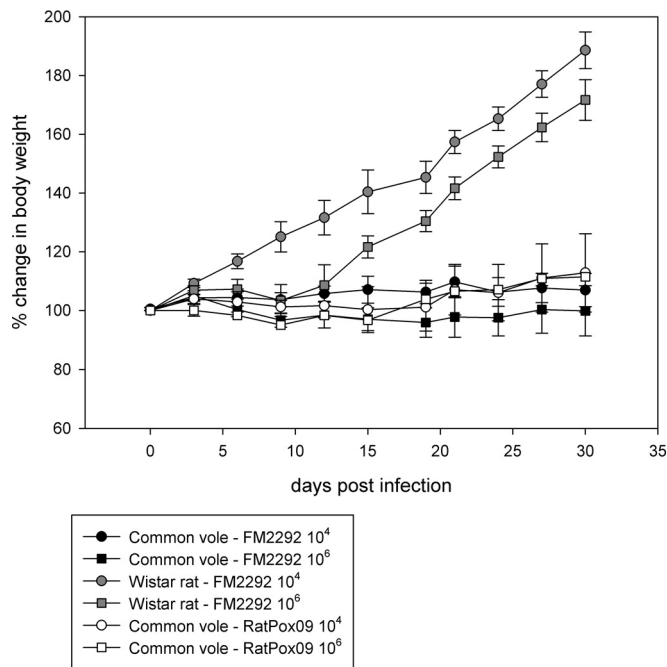 200
180
160
140
120
100
80
60
% change in body weight
0 5 10 15 20 25 30 35
days post infection
Common vole - FM2292 10⁴
Common vole - FM2292 10⁶
Wistar rat - FM2292 10⁴
Wistar rat - FM2292 10⁶
Common vole - RatPox09 10⁴
Common vole - RatPox09 10⁶